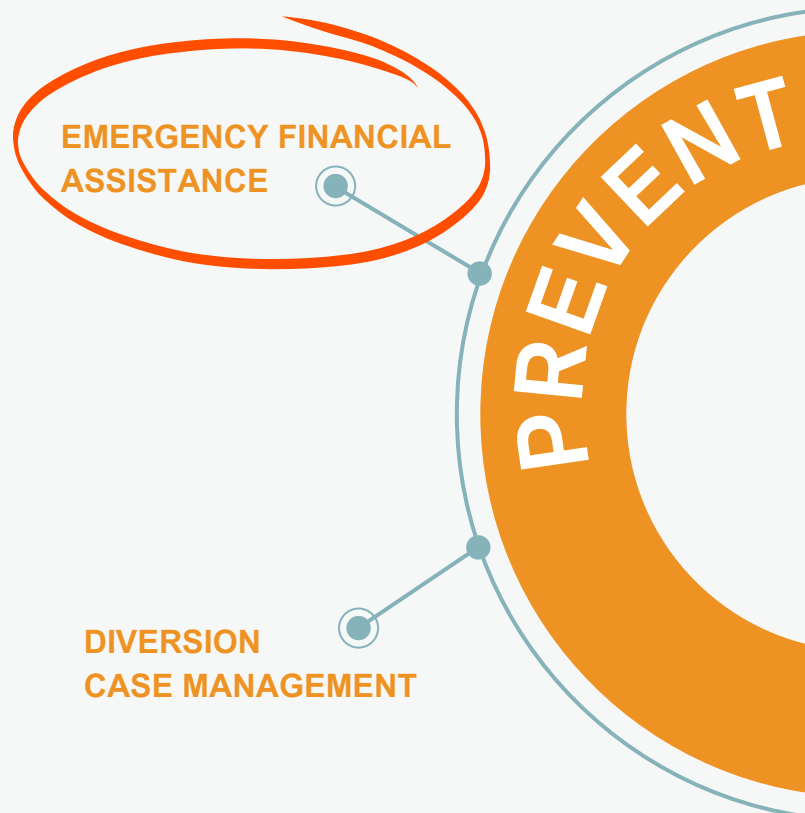 EMERGENCY FINANCIAL
ASSISTANCE
PREVENT
DIVERSION
CASE MANAGEMENT